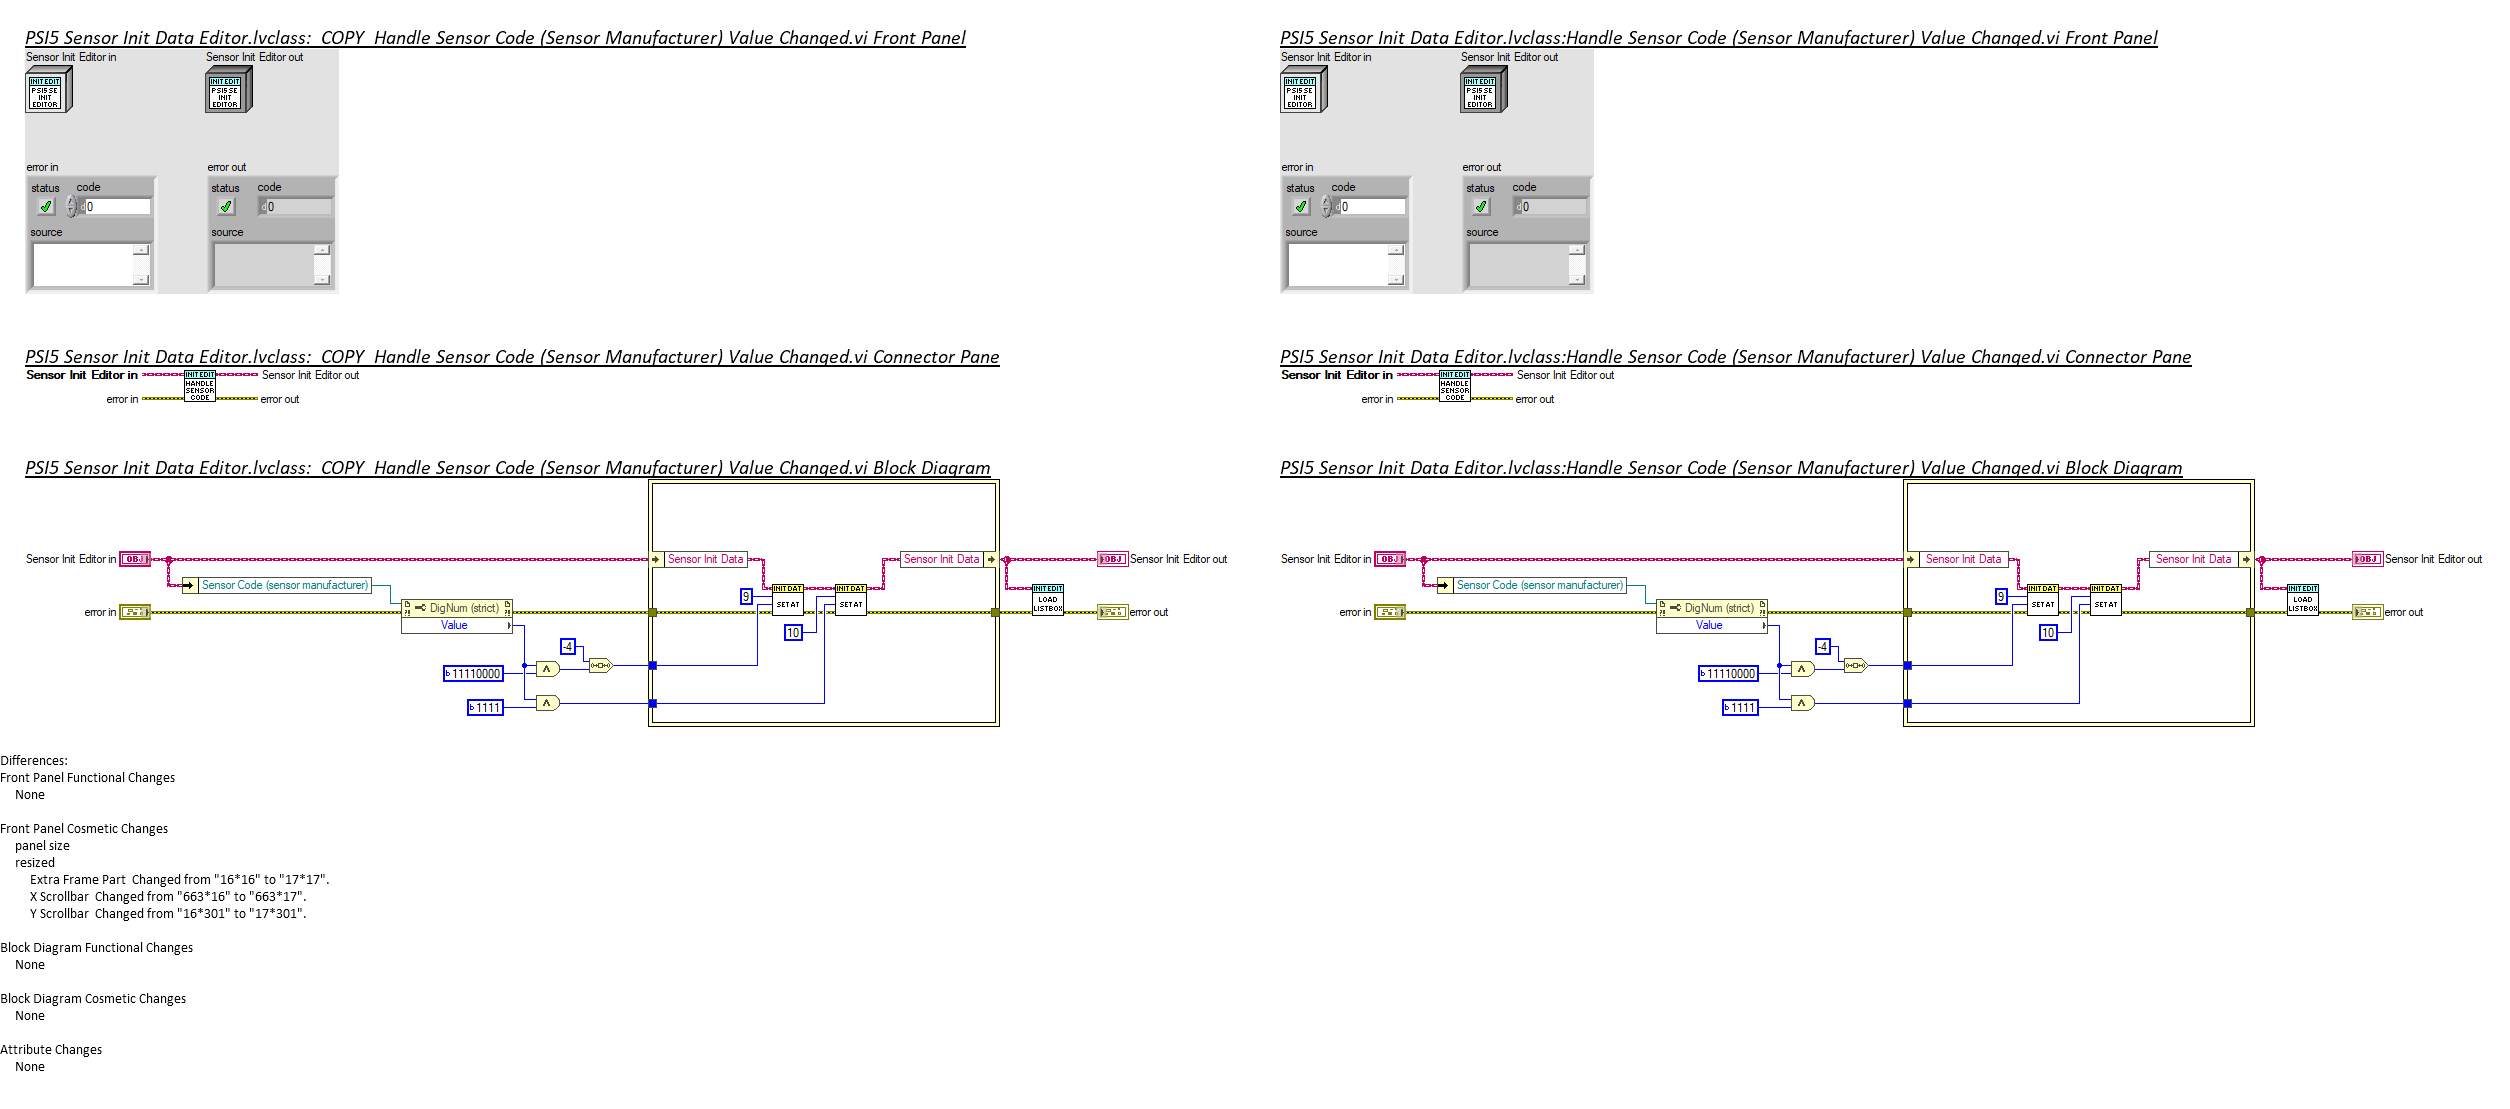 PSI5 Sensor Init Data Editor.lvclass:  COPY  Handle Sensor Code (Sensor Manufacturer) Value Changed.vi Front Panel
Sensor Init Editor in
Sensor Init Editor out
INIT EDIT
PSI5 SE
INIT
EDITOR
INIT EDIT
PSI5 SE
INIT
EDITOR
error in
error out
status code
status code
d 0
d 0
source
source
PSI5 Sensor Init Data Editor.lvclass:  COPY  Handle Sensor Code (Sensor Manufacturer) Value Changed.vi Connector Pane
Sensor Init Editor in
INIT EDIT
HANDLE
SENSOR
CODE
Sensor Init Editor out
error in
error out
PSI5 Sensor Init Data Editor.lvclass:  COPY  Handle Sensor Code (Sensor Manufacturer) Value Changed.vi Block Diagram
Sensor Init Editor in
OBJ
Sensor Init Data
Sensor Init Data
OBJ
Sensor Init Editor out
Sensor Code (sensor manufacturer)
9
INIT DAT
SET AT
INIT DAT
SET AT
INIT EDIT
LOAD
LISTBOX
error in
DigNum (strict)
Value
error out
10
-4
b 11110000
b 1111
PSI5 Sensor Init Data Editor.lvclass:Handle Sensor Code (Sensor Manufacturer) Value Changed.vi Front Panel
Sensor Init Editor in
Sensor Init Editor out
INIT EDIT
PSI5 SE
INIT
EDITOR
INIT EDIT
PSI5 SE
INIT
EDITOR
error in
error out
status code
status code
d 0
d 0
source
source
PSI5 Sensor Init Data Editor.lvclass:Handle Sensor Code (Sensor Manufacturer) Value Changed.vi Connector Pane
Sensor Init Editor in
INIT EDIT
HANDLE
SENSOR
CODE
Sensor Init Editor out
error in
error out
PSI5 Sensor Init Data Editor.lvclass:Handle Sensor Code (Sensor Manufacturer) Value Changed.vi Block Diagram
Sensor Init Editor in
OBJ
Sensor Init Data
Sensor Init Data
OBJ
Sensor Init Editor out
Sensor Code (sensor manufacturer)
9
INIT DAT
SET AT
INIT DAT
SET AT
INIT EDIT
LOAD
LISTBOX
error in
DigNum (strict)
Value
error out
10
-4
b 11110000
b 1111
Differences:
Front Panel Functional Changes
None
Front Panel Cosmetic Changes
panel size
resized
Extra Frame Part  Changed from "16*16" to "17*17".
X Scrollbar  Changed from "663*16" to "663*17".
Y Scrollbar  Changed from "16*301" to "17*301".
Block Diagram Functional Changes
None
Block Diagram Cosmetic Changes
None
Attribute Changes
None